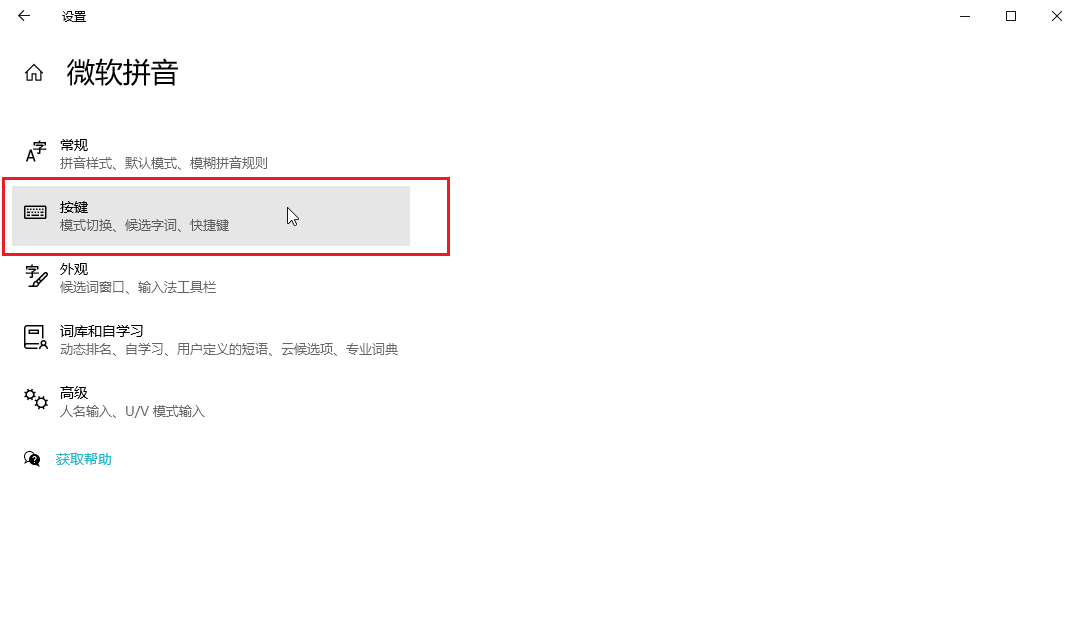 设置
微软拼音
常规
拼音样式、默认模式、模糊拼音规则
按键
模式切换、候选字词、快捷键
外观
候选词窗口、输入法工具栏
词库和自学习
动态排名、自学习、用户定义的短语、云候选项、专业词典
高级
人名输入、U/V 模式输入
获取帮助